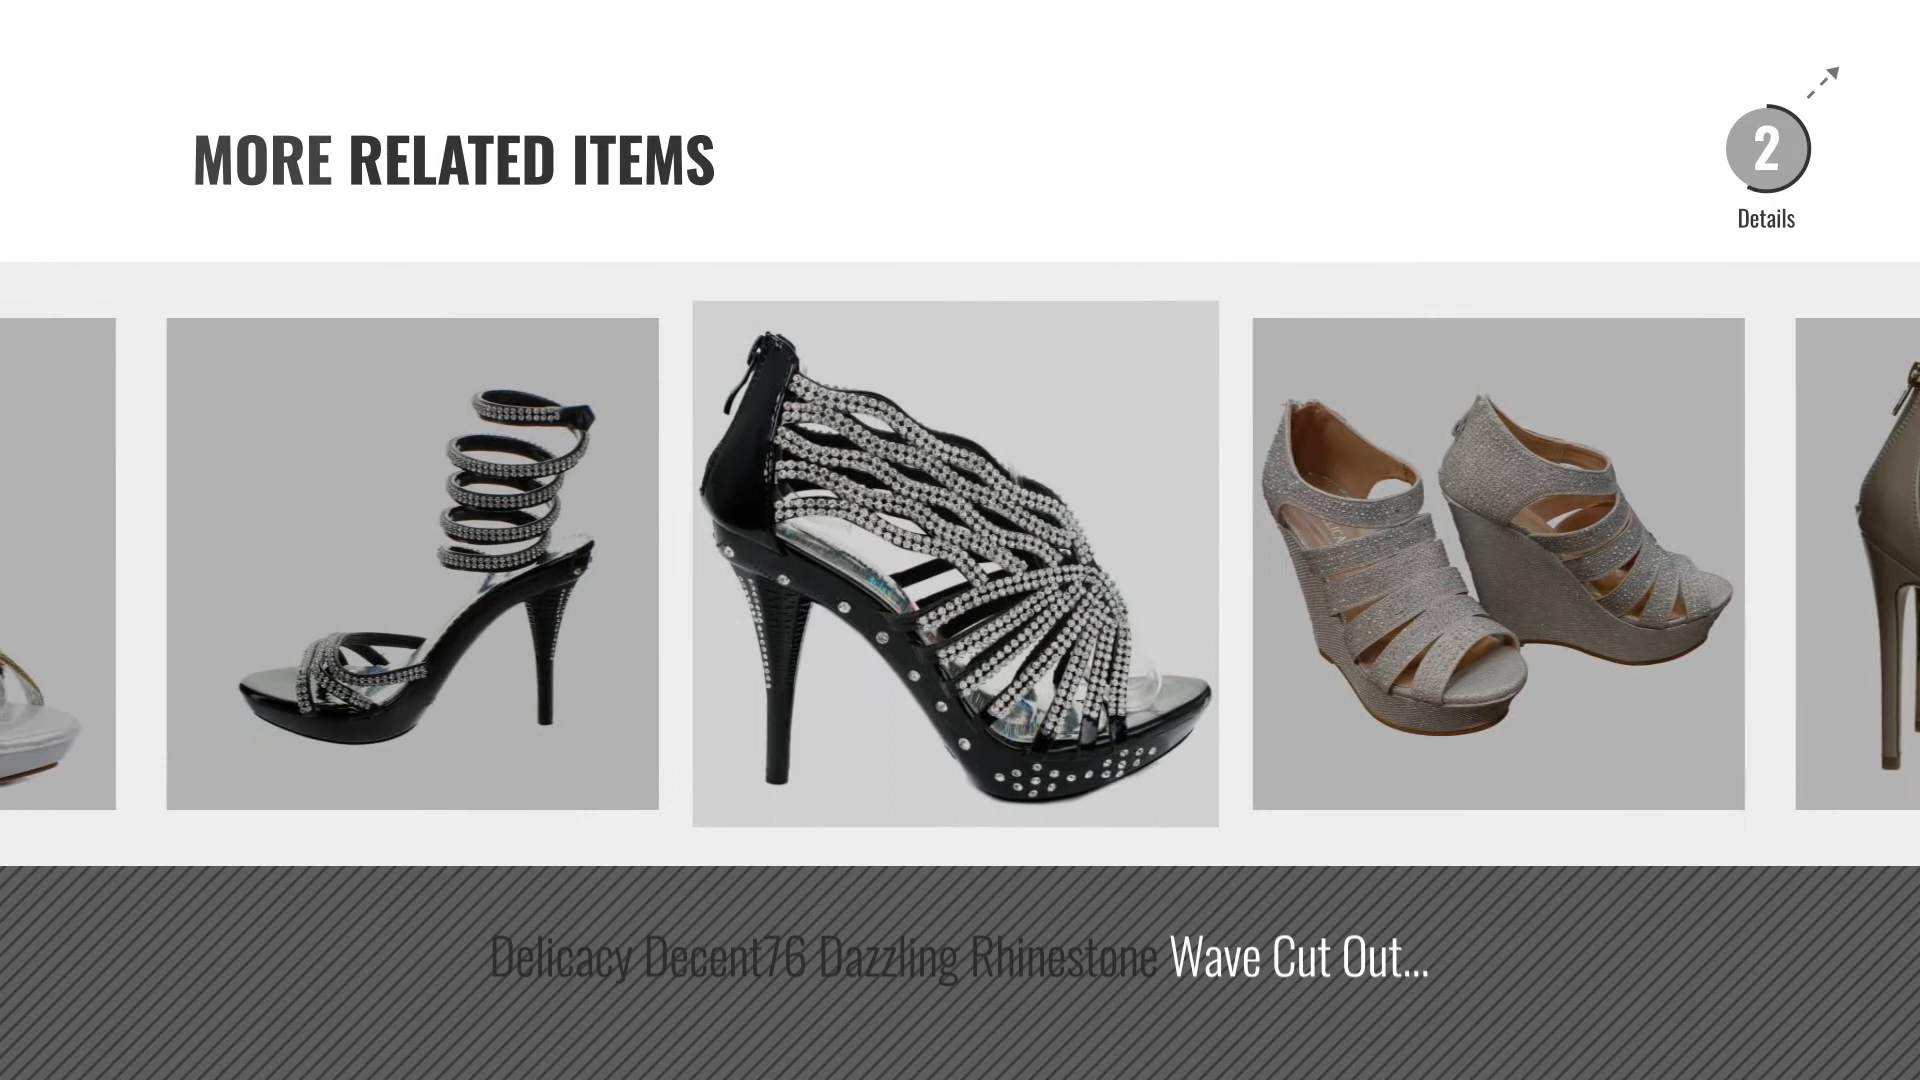 MORE RELATED ITEMS
2
Details
Delicacy Decent76 Dazzling Rhinestone Wave Cut Out...